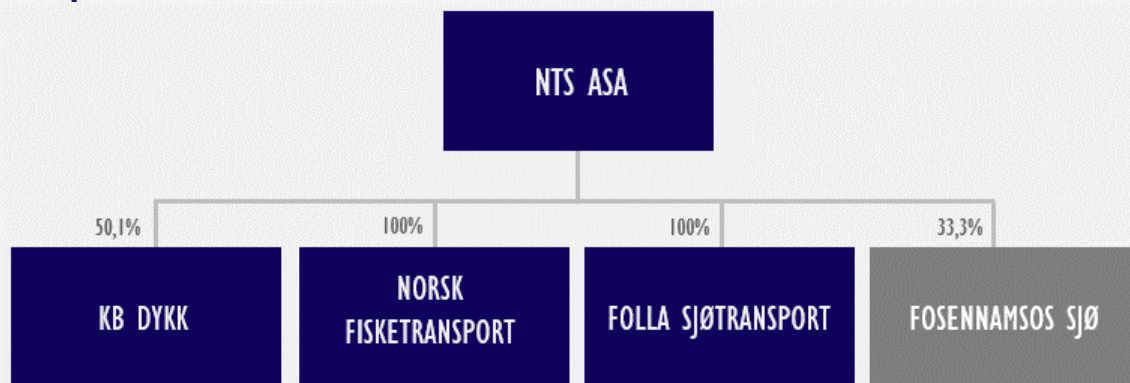 NTS ASA
50,1%
100%
100%
33,3%
KB DYKK
NORSK
FISKETRANSPORT
FOLLA SJØTRANSPORT
FOSENNAMSOS SJØ